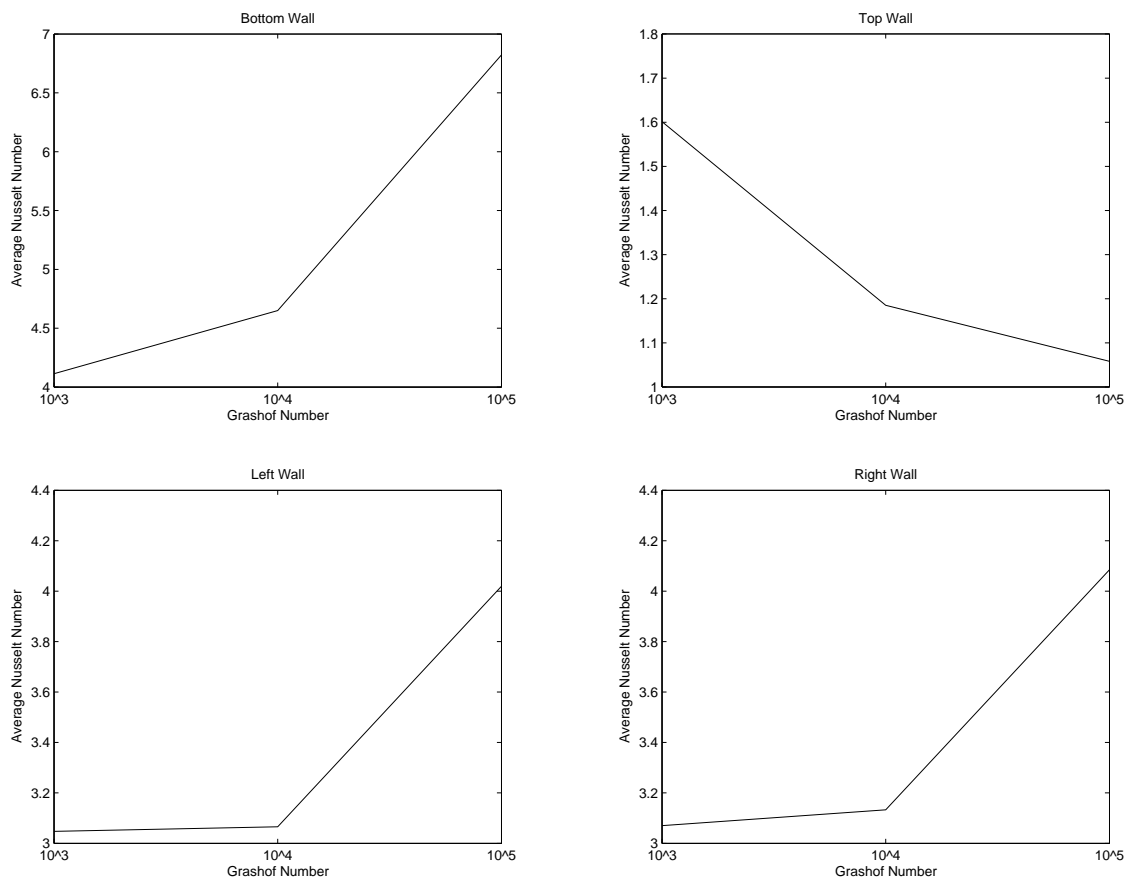 Bottom Wall
7
6.5
6
5.5
5
4.5
4
Average Nusselt Number
10^3 10^4 10^5
Grashof Number
Top Wall
1.8
1.7
1.6
1.5
1.4
1.3
1.2
1.1
1
Average Nusselt Number
10^3 10^4 10^5
Grashof Number
Left Wall
4.4
4.2
4
3.8
3.6
3.4
3.2
3
Average Nusselt Number
10^3 10^4 10^5
Grashof Number
Right Wall
4.4
4.2
4
3.8
3.6
3.4
3.2
3
Average Nusselt Number
10^3 10^4 10^5
Grashof Number